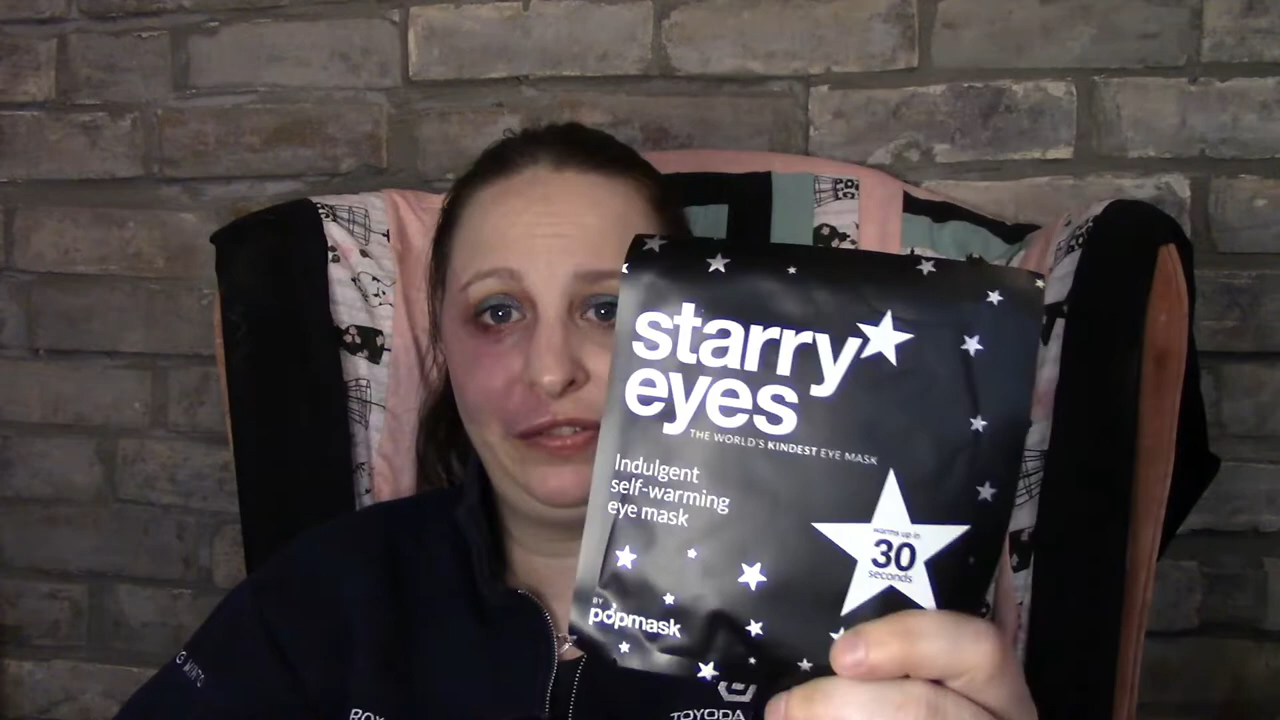 starry
eyes
THE WORLD'S KINDEST EYE MASK
Indulgent
self-warming
eye mask
warms up in
30
seconds
BY
popmask
TOYODA